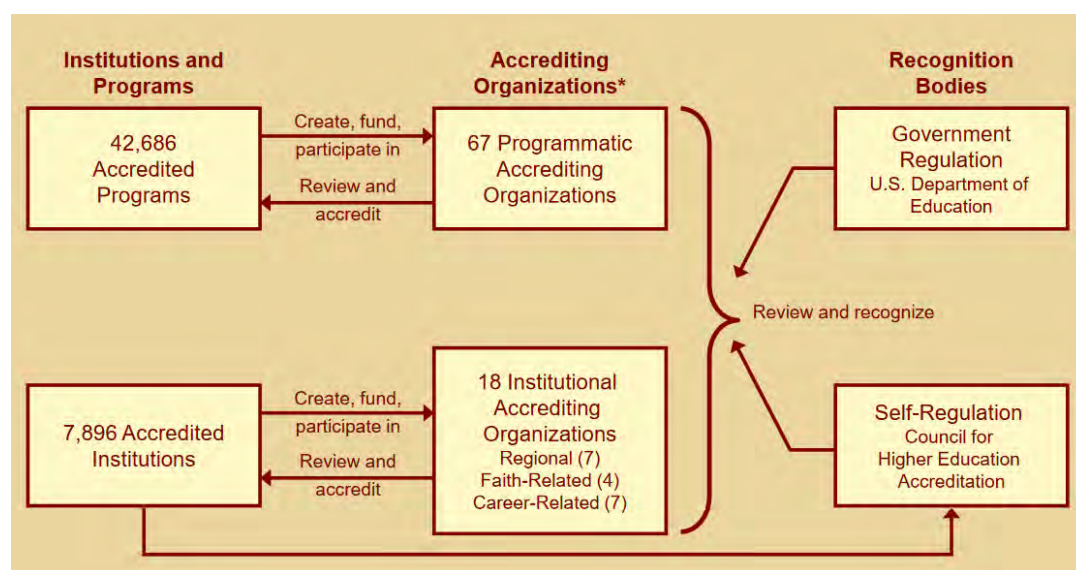 Institutions and
Programs
Accrediting
Organizations*
Recognition
Bodies
42,686
Accredited
Programs
Create, fund,
participate in
Review and
accredit
67 Programmatic
Accrediting
Organizations
Government
Regulation
U.S. Department of
Education
Review and recognize
7,896 Accredited
Institutions
Create, fund,
participate in
Review and
accredit
18 Institutional
Accrediting
Organizations
Regional (7)
Faith-Related (4)
Career-Related (7)
Self-Regulation
Council for
Higher Education
Accreditation